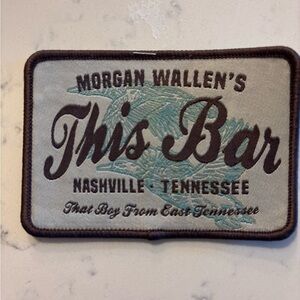 MORGAN WALLEN'S
This Bar
NASHVILLE · TENNESSEE
That Boy From East Tennessee